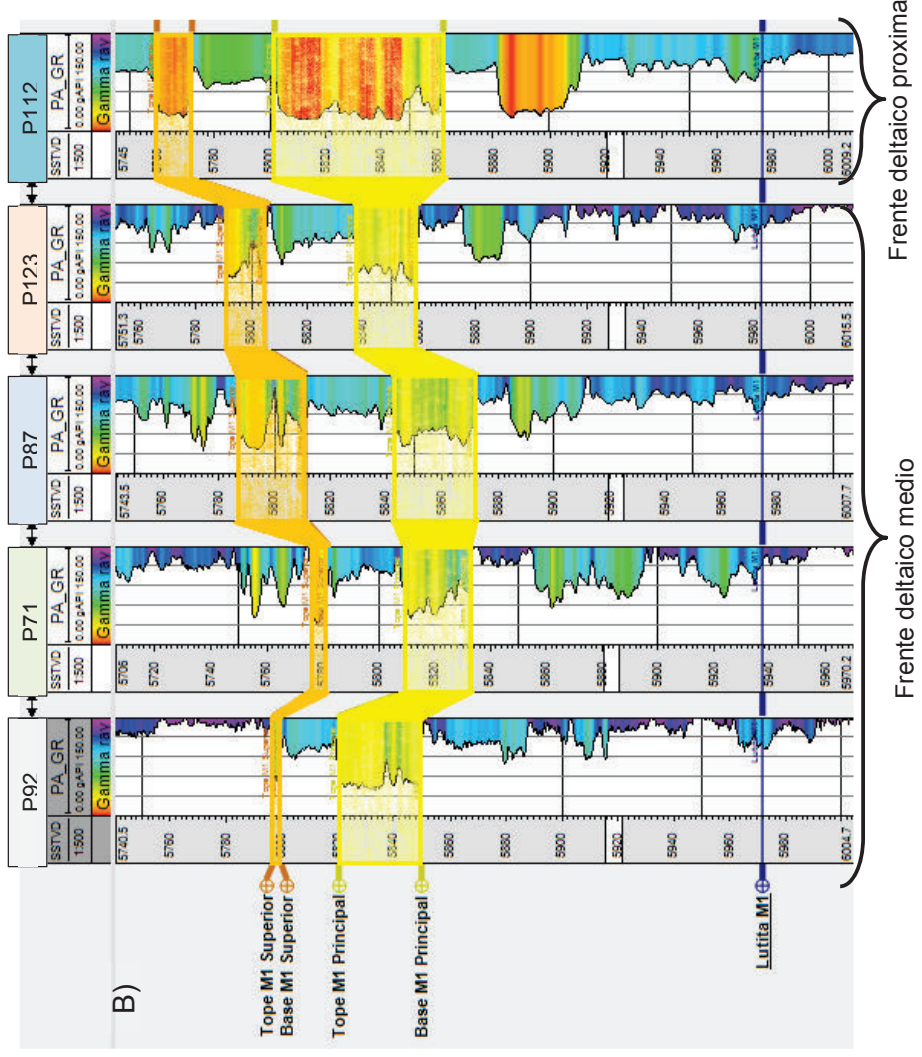 P92
SSTVD
PA_GR
1:500
0.00 gAPI 150.00
Gamma ray
P71
SSTVD
PA_GR
1:500
0.00 gAPI 150.00
Gamma ray
P87
SSTVD
PA_GR
1:500
0.00 gAPI 150.00
Gamma ray
P123
SSTVD
PA_GR
1:500
0.00 gAPI 150.00
Gamma ray
P112
SSTVD
PA_GR
1:500
0.00 gAPI 150.00
Gamma ray
B)
Tope M1 Superior
Base M1 Superior
Tope M1 Principal
Base M1 Principal
Lutita M1
5740.5
5760
5780
5840
5860
5880
5900
5920
5940
5960
5980
6004.7
5706
5720
5740
5760
5780
5800
5820
5840
5860
5880
5900
5920
5940
5960
5970.2
5743.5
5760
5780
5800
5820
5840
5860
5880
5900
5920
5940
5960
5980
6007.7
5751.3
5760
5780
5800
5820
5840
5880
5900
5920
5940
5960
5980
6000
6015.5
5745
5780
5800
5820
5840
5860
5880
5900
5920
5940
5960
5980
6000
6009.2
Frente deltaico medio
Frente deltaico proxima